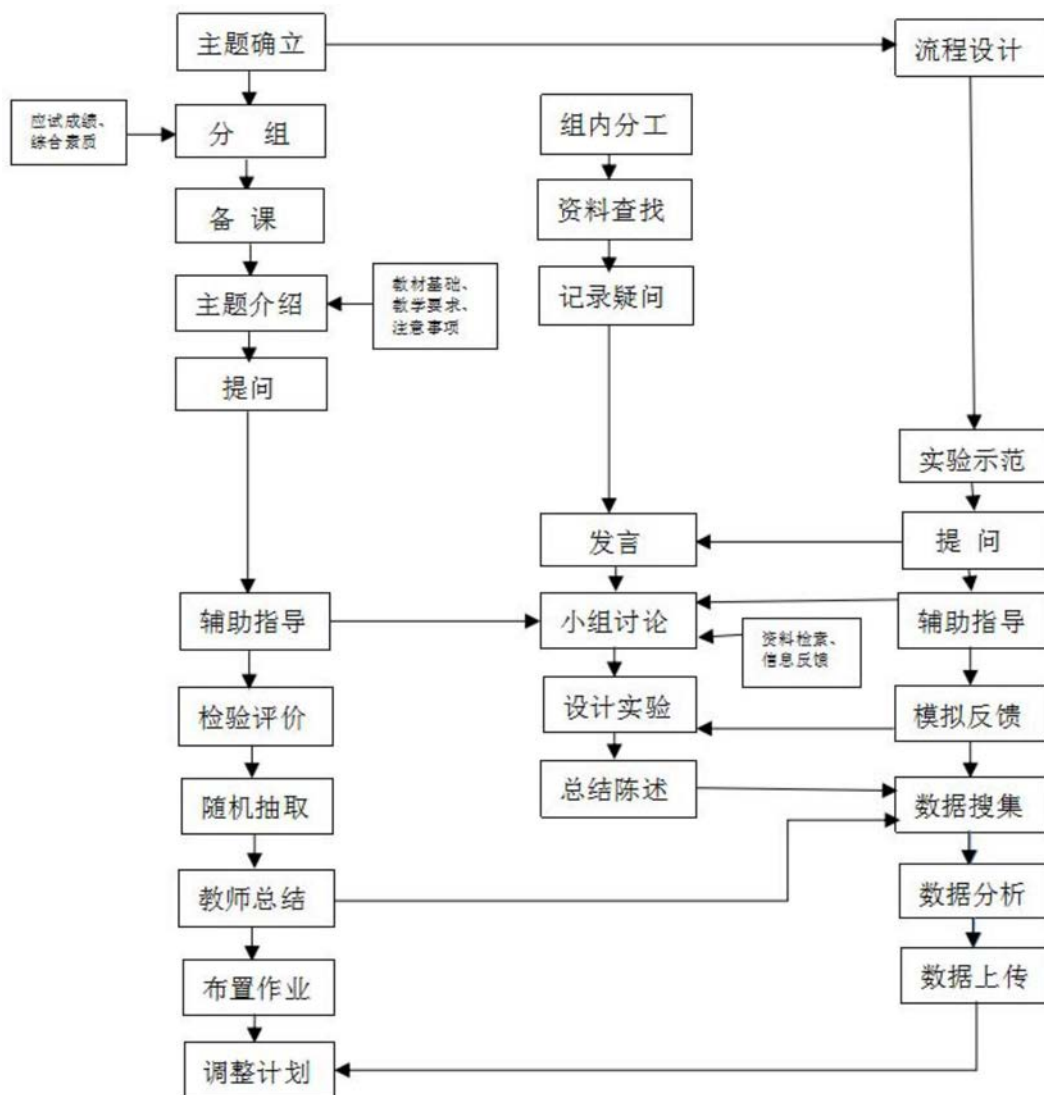 主题确立
流程设计
应试成绩、
综合素质
分 组
组内分工
备 课
资料查找
主题介绍
教材基础、
教学要求、
注意事项
记录疑问
提问
实验示范
发言
提 问
辅助指导
小组讨论
辅助指导
资料检素、
信息反馈
检验评价
设计实验
模拟反馈
随机抽取
总结陈述
数据搜集
教师总结
数据分析
布置作业
数据上传
调整计划